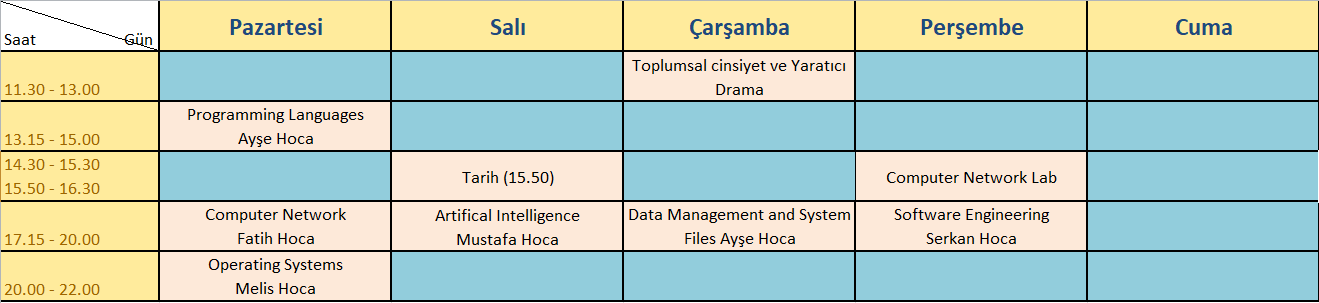 Saat Gün Pazartesi Salı Çarşamba Perşembe Cuma
11.30 - 13.00 Toplumsal cinsiyet ve Yaratıcı
Drama
13.15 - 15.00 Programming Languages
Ayşe Hoca
14.30 - 15.30
15.50 - 16.30 Tarih (15.50) Computer Network Lab
17.15 - 20.00 Computer Network
Fatih Hoca
Artifical Intelligence
Mustafa Hoca
Data Management and System
Files Ayşe Hoca
Software Engineering
Serkan Hoca
20.00 - 22.00 Operating Systems
Melis Hoca